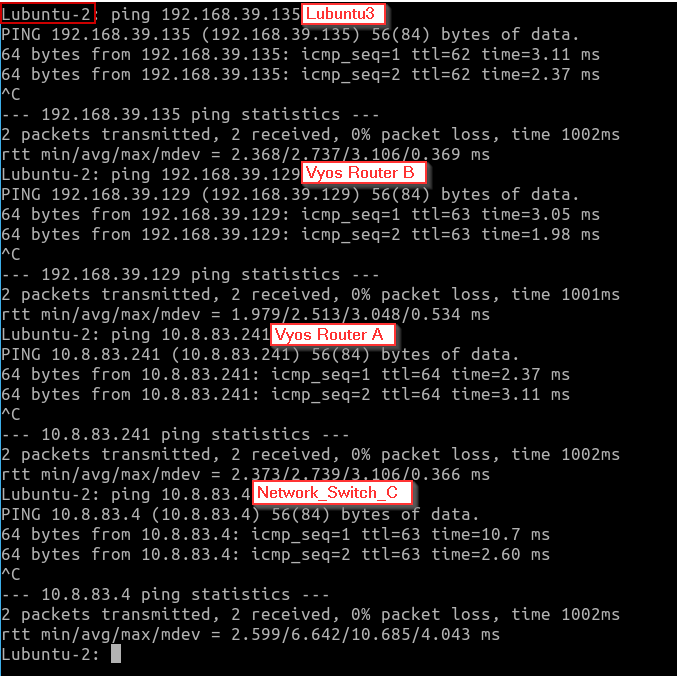 Lubuntu-2: ping 192.168.39.135 Lubuntu3
PING 192.168.39.135 (192.168.39.135) 56(84) bytes of data.
64 bytes from 192.168.39.135: icmp_seq=1 ttl=62 time=3.11 ms
64 bytes from 192.168.39.135: icmp_seq=2 ttl=62 time=2.37 ms
^C
--- 192.168.39.135 ping statistics ---
2 packets transmitted, 2 received, 0% packet loss, time 1002ms
rtt min/avg/max/mdev = 2.368/2.737/3.106/0.369 ms
Lubuntu-2: ping 192.168.39.129 Vyos Router B
PING 192.168.39.129 (192.168.39.129) 56(84) bytes of data.
64 bytes from 192.168.39.129: icmp_seq=1 ttl=63 time=3.05 ms
64 bytes from 192.168.39.129: icmp_seq=2 ttl=63 time=1.98 ms
^C
--- 192.168.39.129 ping statistics ---
2 packets transmitted, 2 received, 0% packet loss, time 1001ms
rtt min/avg/max/mdev = 1.979/2.513/3.048/0.534 ms
Lubuntu-2: ping 10.8.83.241 Vyos Router A
PING 10.8.83.241 (10.8.83.241) 56(84) bytes of data.
64 bytes from 10.8.83.241: icmp_seq=1 ttl=64 time=2.37 ms
64 bytes from 10.8.83.241: icmp_seq=2 ttl=64 time=3.11 ms
^C
--- 10.8.83.241 ping statistics ---
2 packets transmitted, 2 received, 0% packet loss, time 1002ms
rtt min/avg/max/mdev = 2.373/2.739/3.106/0.366 ms
Lubuntu-2: ping 10.8.83.4 Network_Switch_C
PING 10.8.83.4 (10.8.83.4) 56(84) bytes of data.
64 bytes from 10.8.83.4: icmp_seq=1 ttl=63 time=10.7 ms
64 bytes from 10.8.83.4: icmp_seq=2 ttl=63 time=2.60 ms
^C
--- 10.8.83.4 ping statistics ---
2 packets transmitted, 2 received, 0% packet loss, time 1002ms
rtt min/avg/max/mdev = 2.599/6.642/10.685/4.043 ms
Lubuntu-2: